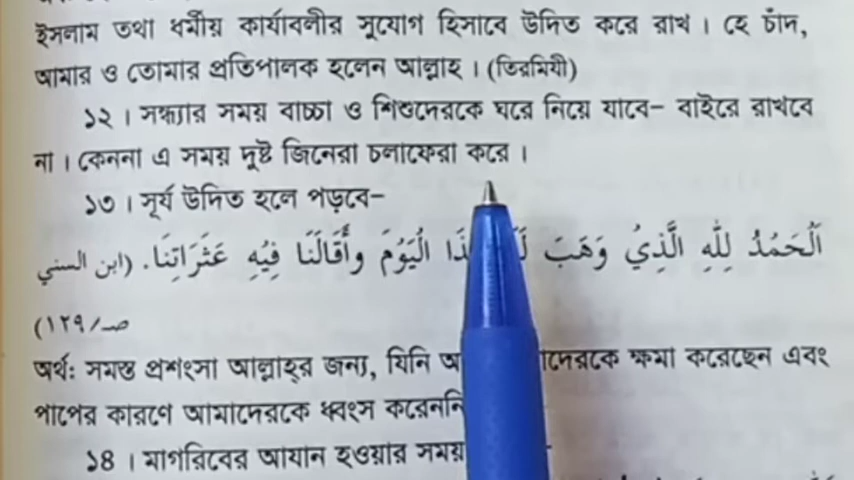 ইসলাম তথা ধর্মীয় কার্যাবলীর সুযোগ হিসাবে উদিত করে রাখ। হে চাঁদ,
আমার ও তোমার প্রতিপালক হলেন আল্লাহ। (তিরমিযী)
১২। সন্ধ্যার সময় বাচ্চা ও শিশুদেরকে ঘরে নিয়ে যাবে– বাইরে রাখবে
না। কেননা এ সময় দুষ্ট জিনেরা চলাফেরা করে।
১৩। সূর্য উদিত হলে পড়বে–
اَلْحَمْدُ لِلّٰهِ الَّذِيْ وَهَبَ الْيَوْمَ وَأَقَالَنَا فِيْهِ عَثَرَاتِنَا. (ابن السني
صـ/١٢٩)
অর্থ: সমস্ত প্রশংসা আল্লাহ্‌র জন্য, যিনি ক্ষমা করেছেন এবং
পাপের কারণে আমাদেরকে ধ্বংস করেননি
১৪। মাগরিবের আযান হওয়ার সময়